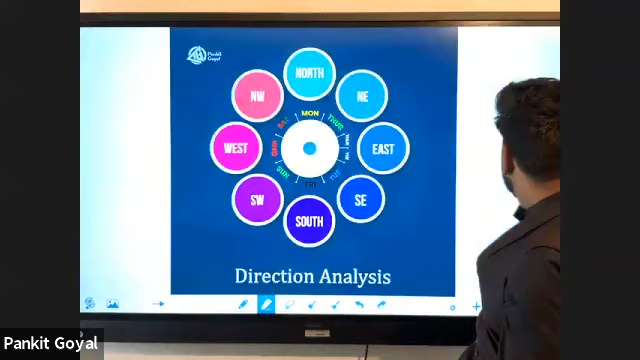 Pankit
Goyal
NORTH
NW
NE
MON
SAT
THUR
WEST
EAST
SUN
TUE
FRI
SW
SE
SOUTH
Direction Analysis
Pankit Goyal